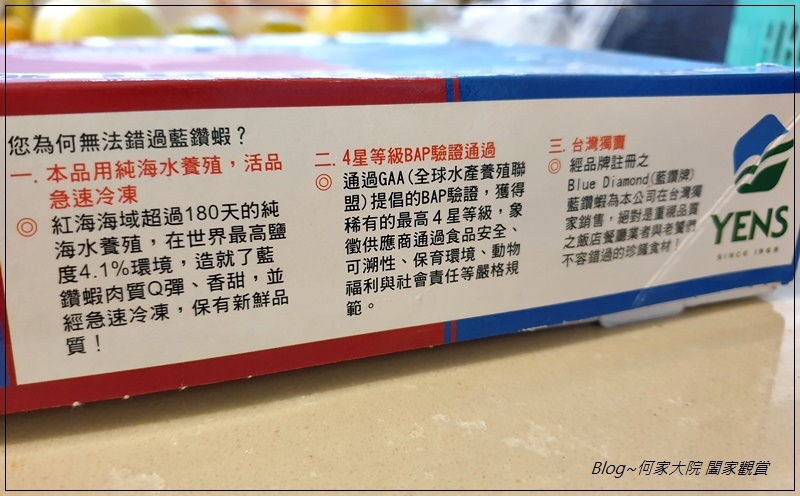 您為何無法錯過藍鑽蝦？
一. 本品用純海水養殖，活品
急速冷凍
◎ 紅海海域超過180天的純
海水養殖，在世界最高鹽
度4.1%環境，造就了藍
鑽蝦肉質Q彈、香甜，並
經急速冷凍，保有新鮮品
質！
二. 4星等級BAP驗證通過
◎ 通過GAA(全球水產養殖聯
盟)提倡的BAP驗證，獲得
稀有的最高４星等級，象
徵供應商通過食品安全、
可溯性、保育環境、動物
福利與社會責任等嚴格規
範。
三. 台灣獨賣
◎ 經品牌註冊之
Blue Diamond(藍鑽牌)
藍鑽蝦為本公司在台灣獨
家銷售，絕對是重視品質
之飯店餐廳業者與老饕們
不容錯過的珍饈食材！
YENS
SINCE 1968
Blog~何家大院 闔家觀賞